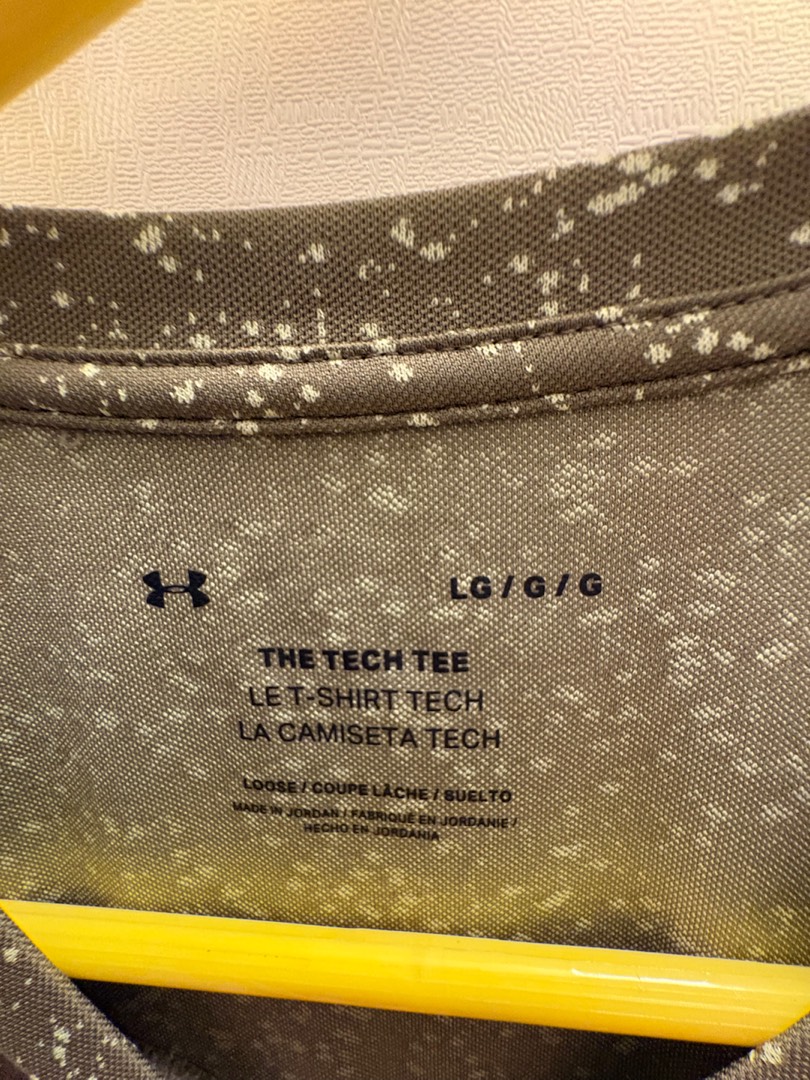 LG / G / G
THE TECH TEE
LE T-SHIRT TECH
LA CAMISETA TECH
LOOSE / COUPE LÂCHE / SUELTO
MADE IN JORDAN / FABRIQUÉ EN JORDANIE /
HECHO EN JORDANIA